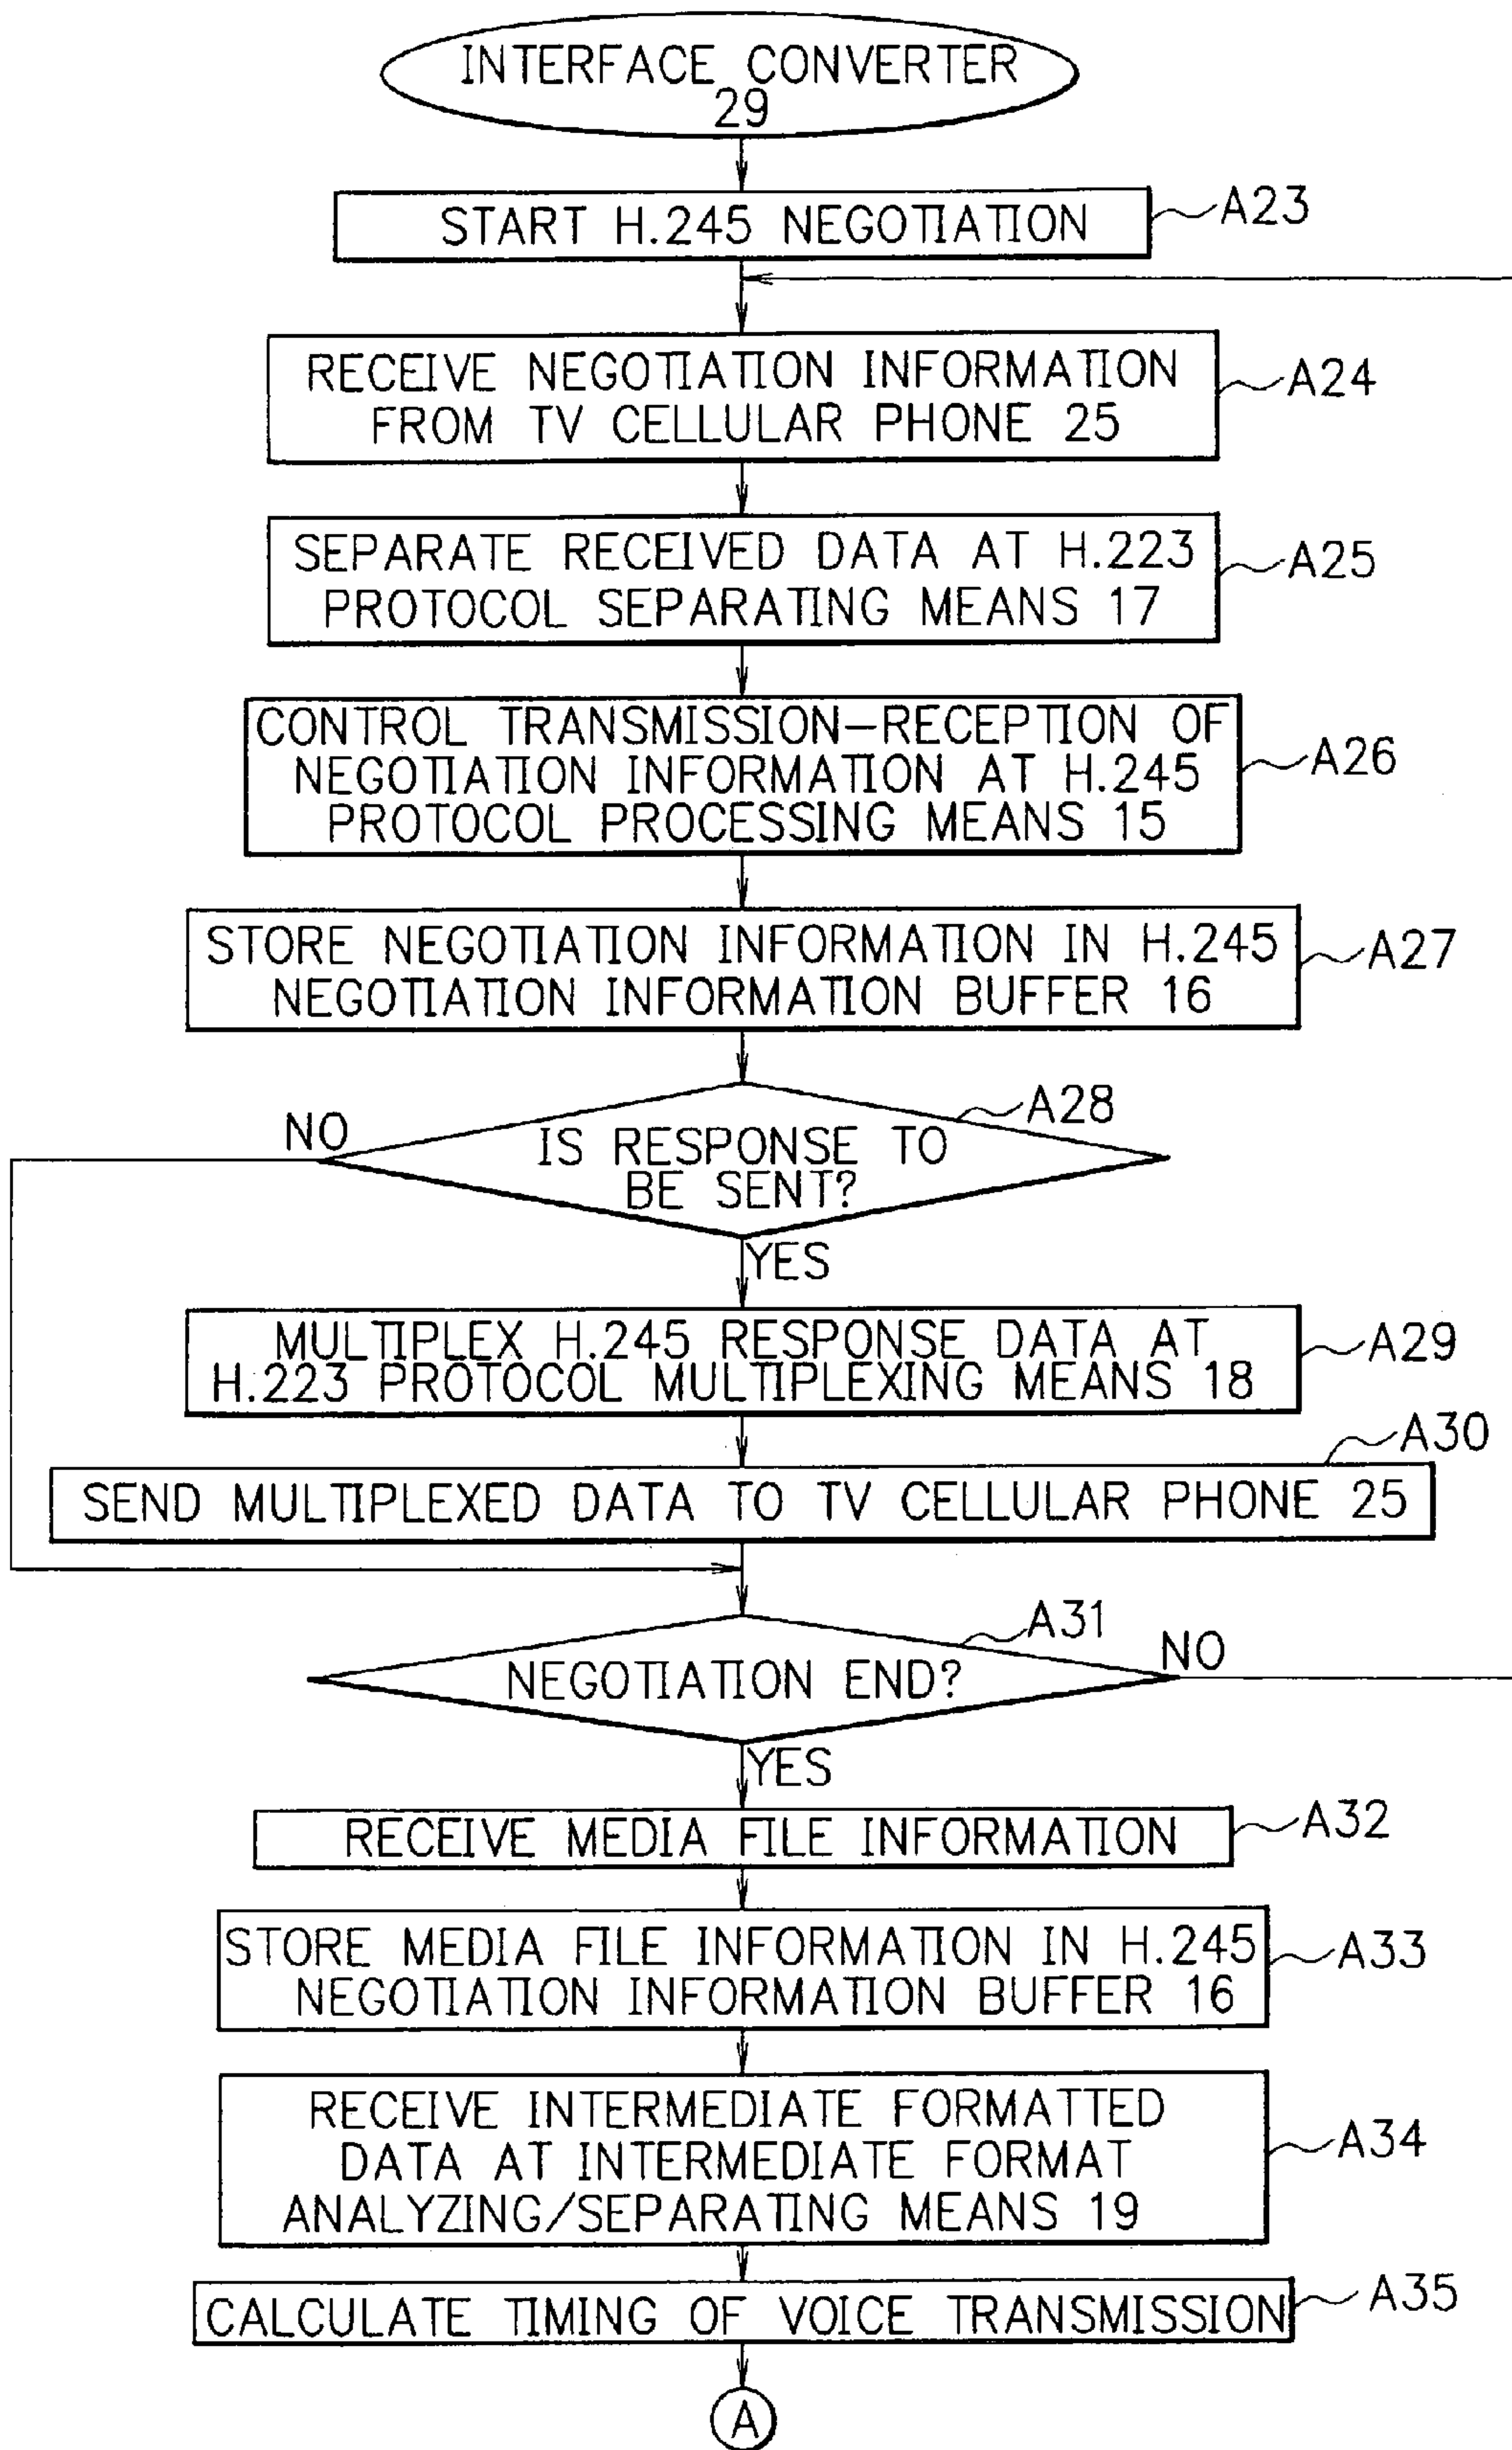 INTERFACE CONVERTER
29
START H.245 NEGOTIATION
A23
RECEIVE NEGOTIATION INFORMATION
FROM TV CELLULAR PHONE 25
A24
SEPARATE RECEIVED DATA AT H.223
PROTOCOL SEPARATING MEANS 17
A25
CONTROL TRANSMISSION-RECEPTION OF
NEGOTIATION INFORMATION AT H.245
PROTOCOL PROCESSING MEANS 15
A26
STORE NEGOTIATION INFORMATION IN H.245
NEGOTIATION INFORMATION BUFFER 16
A27
A28
NO
IS RESPONSE TO
BE SENT?
YES
MULTIPLEX H.245 RESPONSE DATA AT
H.223 PROTOCOL MULTIPLEXING MEANS 18
A29
A30
SEND MULTIPLEXED DATA TO TV CELLULAR PHONE 25
A31
NO
NEGOTIATION END?
YES
RECEIVE MEDIA FILE INFORMATION
A32
STORE MEDIA FILE INFORMATION IN H.245
NEGOTIATION INFORMATION BUFFER 16
A33
RECEIVE INTERMEDIATE FORMATTED
DATA AT INTERMEDIATE FORMAT
ANALYZING/SEPARATING MEANS 19
A34
CALCULATE TIMING OF VOICE TRANSMISSION
A35
A